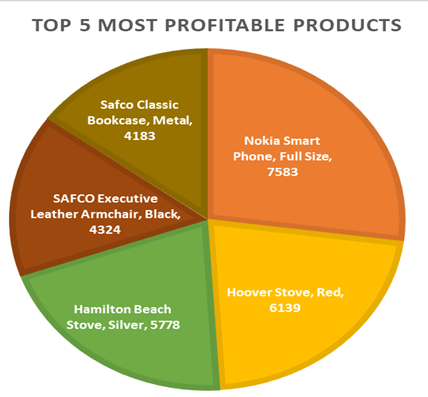 TOP 5 MOST PROFITABLE PRODUCTS
Safco Classic
Bookcase, Metal,
4183
Nokia Smart
Phone, Full Size,
7583
SAFCO Executive
Leather Armchair, Black,
4324
Hoover Stove, Red,
6139
Hamilton Beach
Stove, Silver, 5778